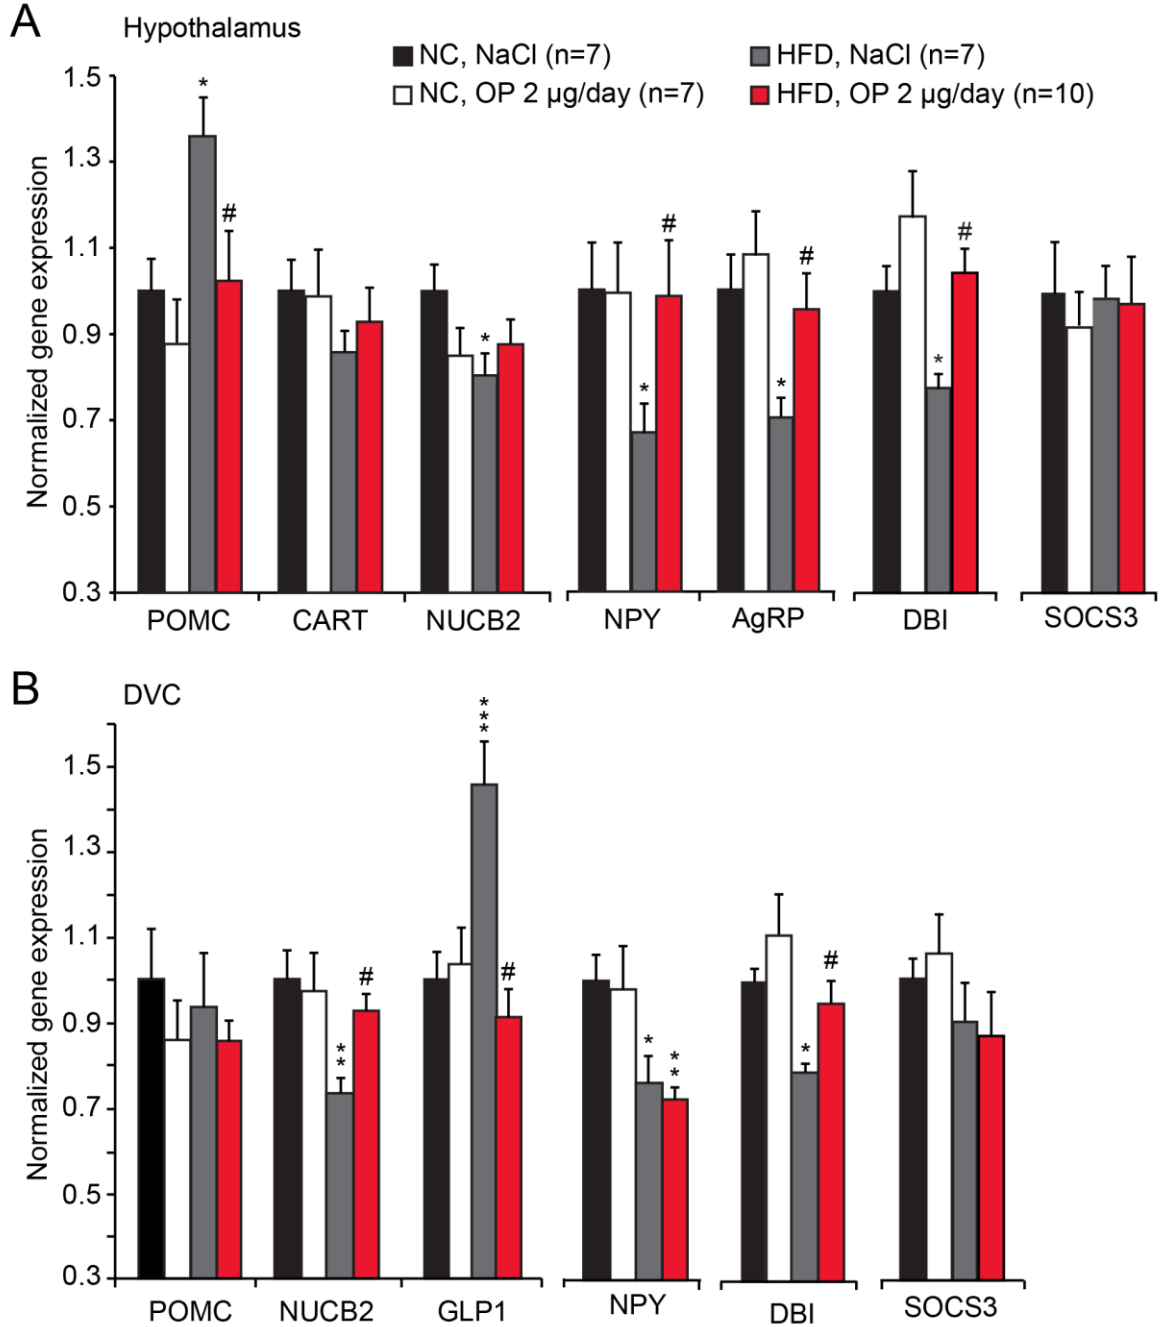 A
Hypothalamus
NC, NaCl (n=7)
HFD, NaCl (n=7)
NC, OP 2 µg/day (n=7)
HFD, OP 2 µg/day (n=10)
Normalized gene expression
1.5
1.3
1.1
0.9
0.7
0.5
0.3
*
#
*
*
#
*
#
*
#
POMC
CART
NUCB2
NPY
AgRP
DBI
SOCS3
B
DVC
Normalized gene expression
1.5
1.3
1.1
0.9
0.7
0.5
0.3
**
#
***
#
*
**
*
#
POMC
NUCB2
GLP1
NPY
DBI
SOCS3